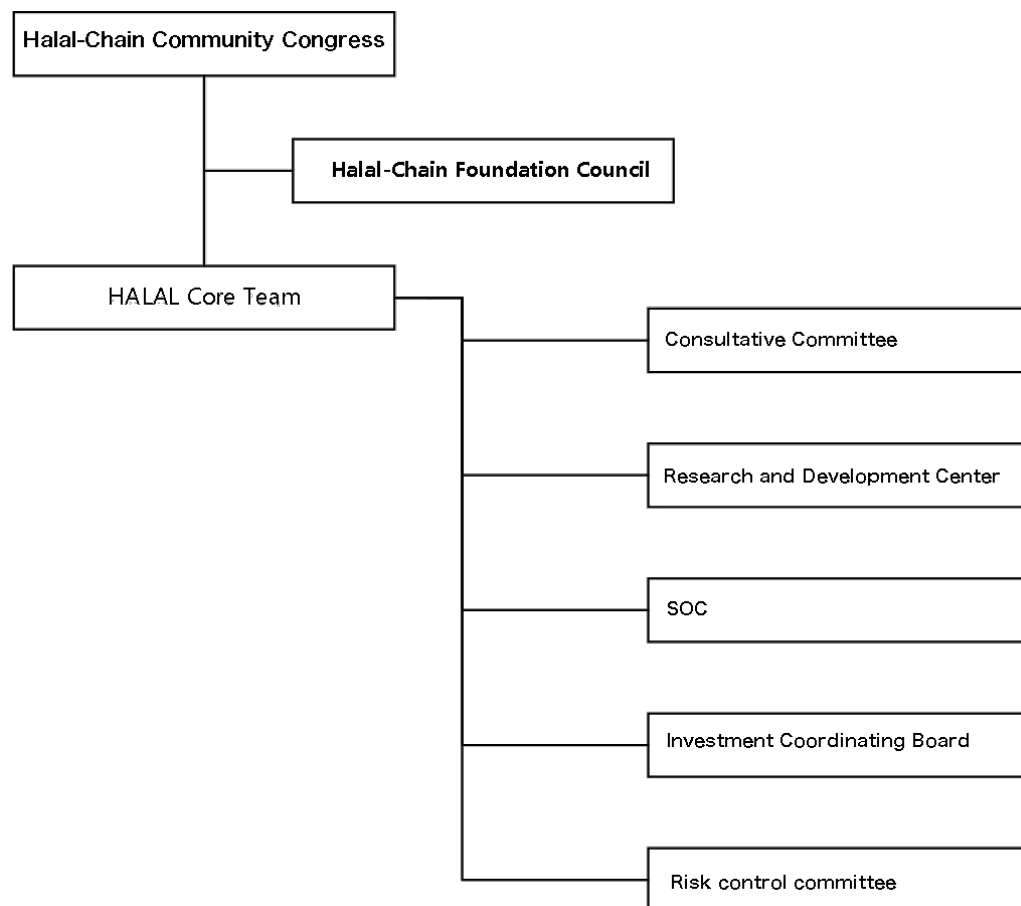 Halal-Chain Community Congress
Halal-Chain Foundation Council
HALAL Core Team
Consultative Committee
Research and Development Center
SOC
Investment Coordinating Board
Risk control committee